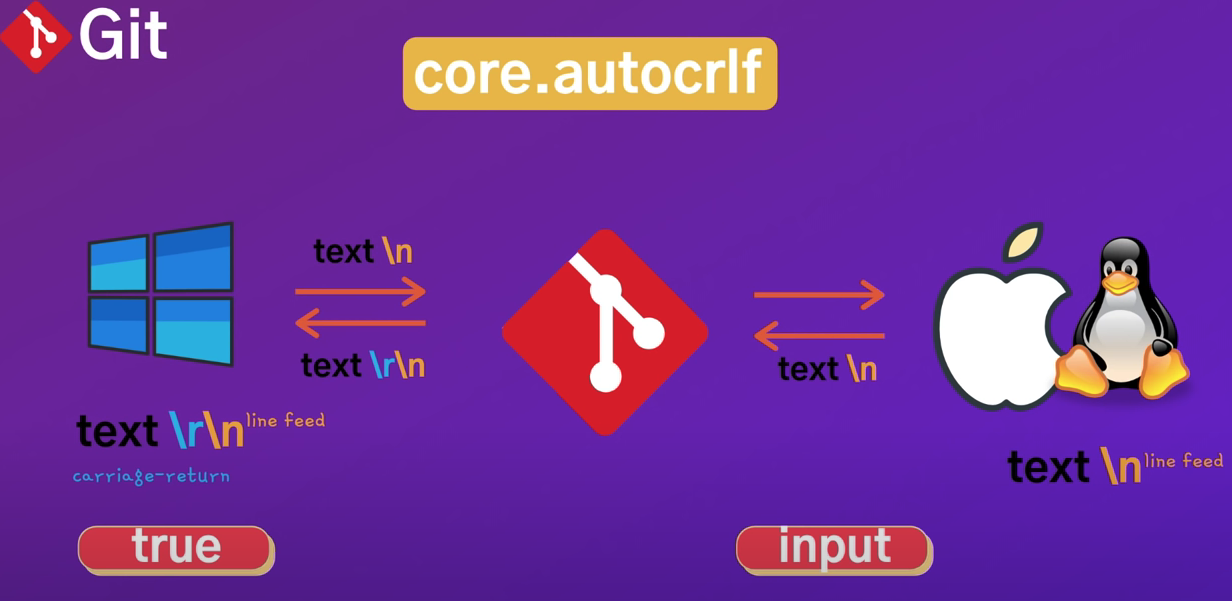 Git
core.autocrlf
text \n
text \r\n
text \n
text \r\n line feed
carriage-return
text \n line feed
true
input